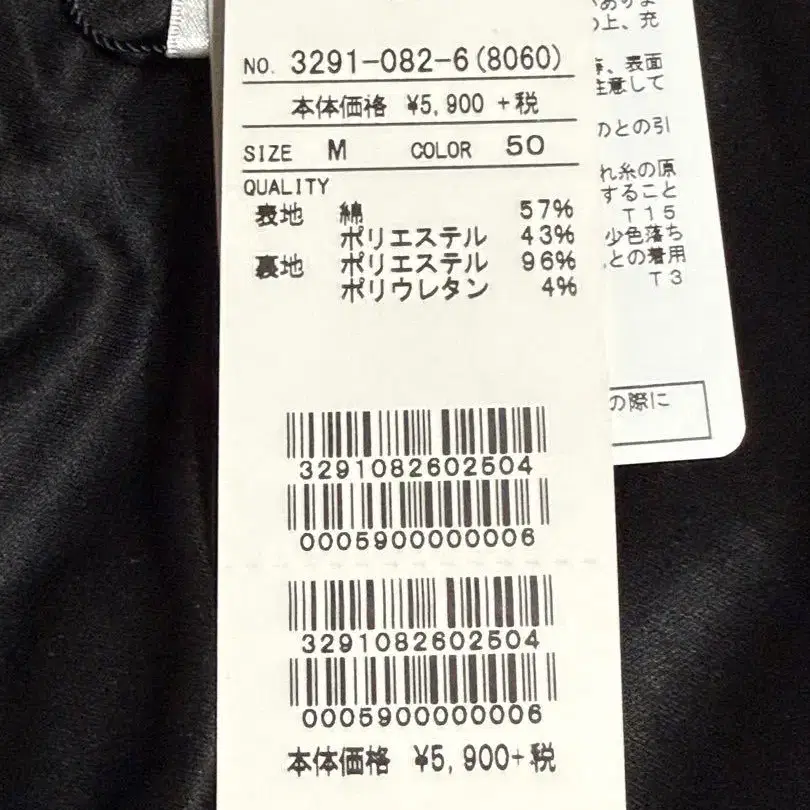 NO. 3291-082-6(8060)
本体価格 ¥5,900 +税
SIZE M COLOR 50
QUALITY
表地 綿 57%
ポリエステル 43%
裏地 ポリエステル 96%
ポリウレタン 4%
3291082602504
0005900000006
3291082602504
0005900000006
本体価格 ¥5,900+税
の上、充
、表面
注意して
のとの引
れ糸の原
すること
T15
少色落ち
との着用
T3
の際に